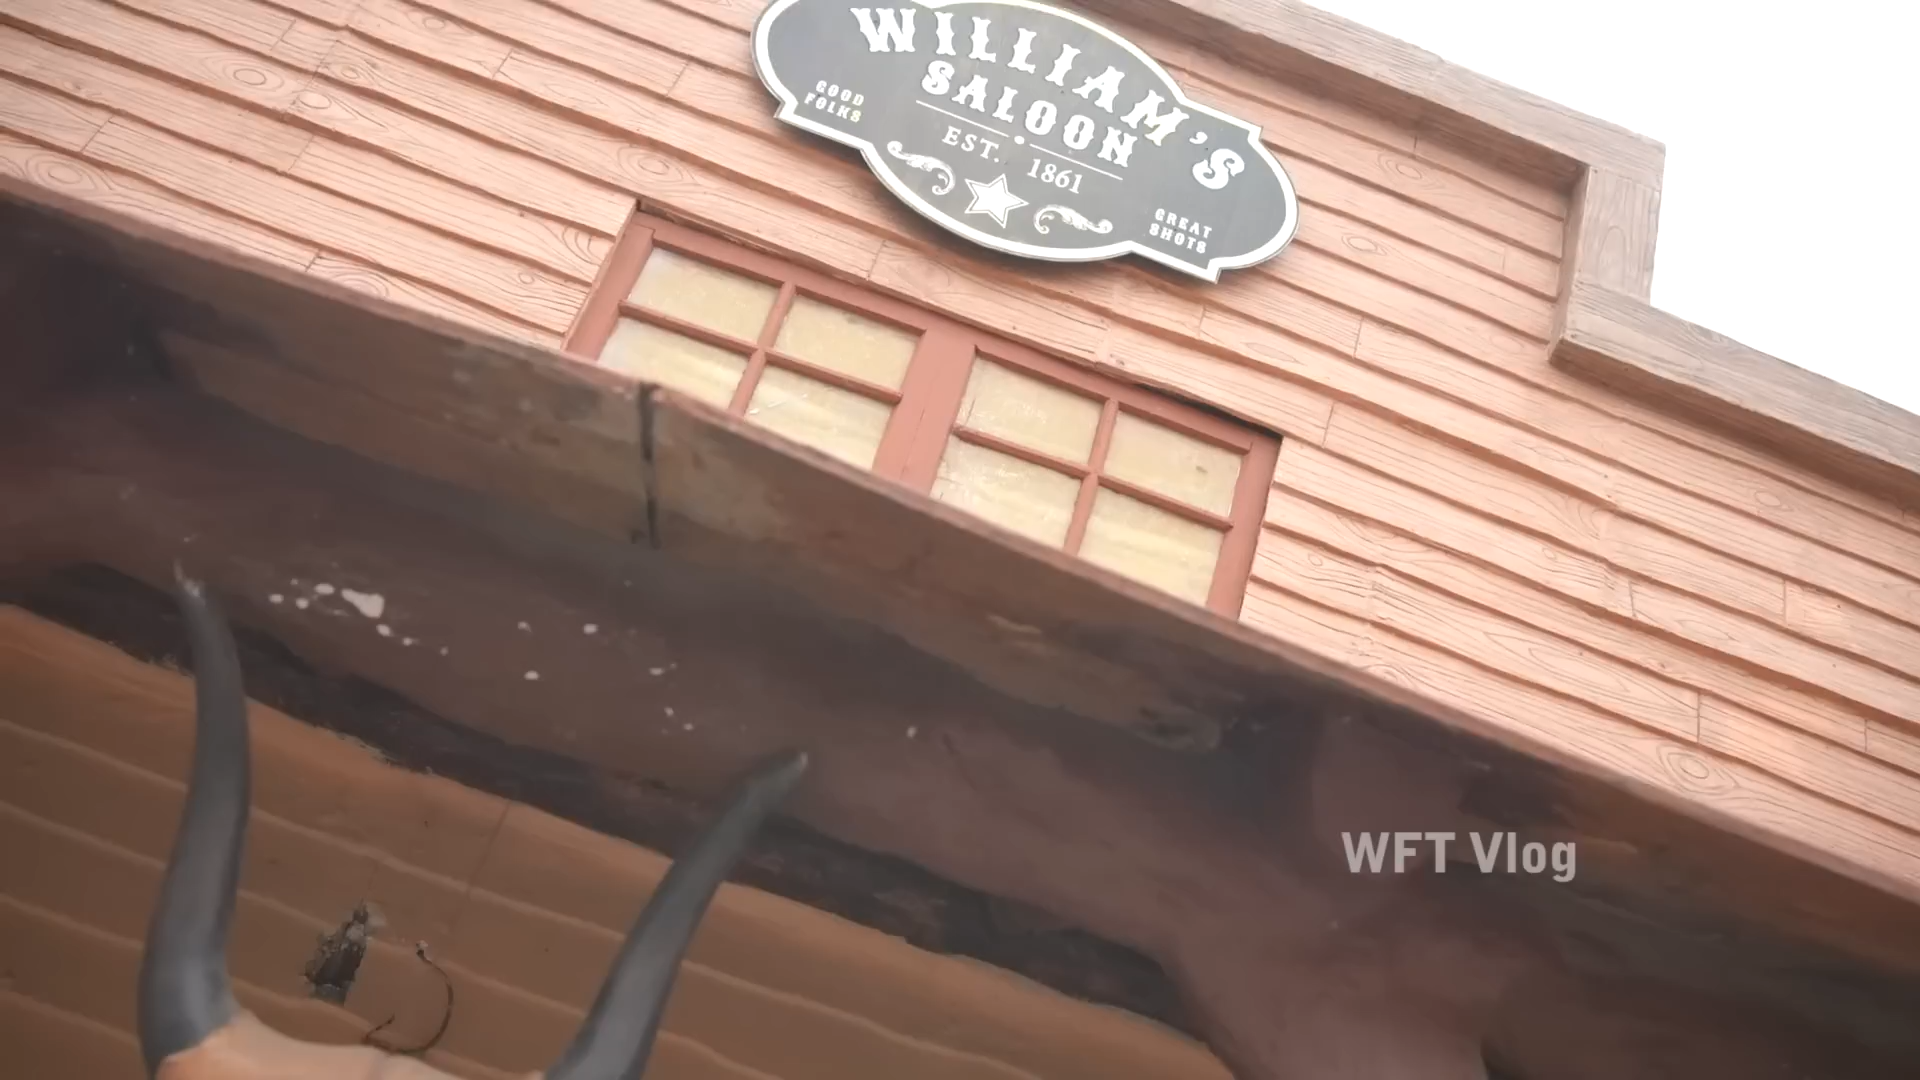 WILLIAM'S
SALOON
GOOD
FOLKS
EST. 1861
GREAT
SHOTS
WFT Vlog